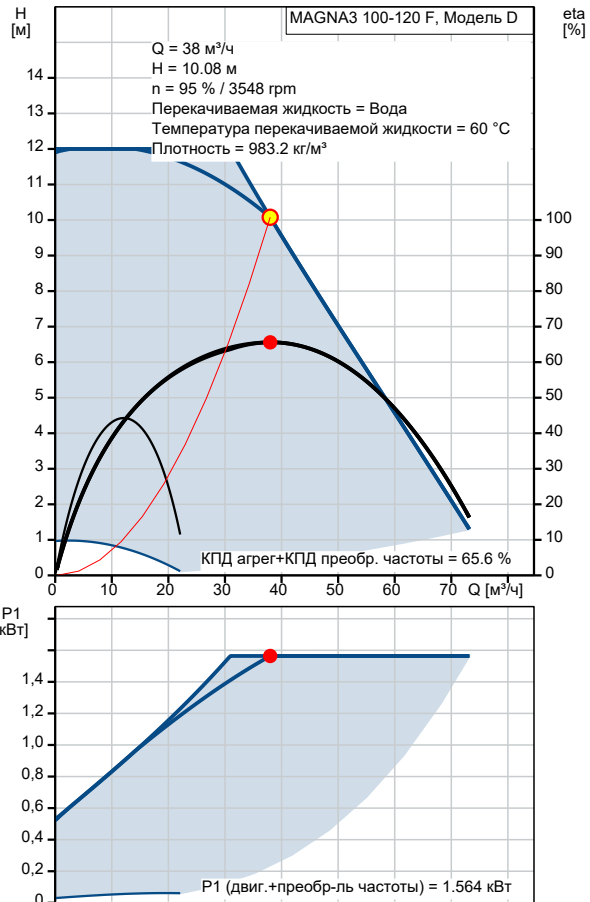 H
[м]
MAGNA3 100-120 F, Модель D
eta
[%]
Q = 38 м³/ч
H = 10.08 м
n = 95 % / 3548 rpm
Перекачиваемая жидкость = Вода
Температура перекачиваемой жидкости = 60 °C
Плотность = 983.2 кг/м³
14
13
12
11
10
9
8
7
6
5
4
3
2
1
0
100
90
80
70
60
50
40
30
20
10
0
КПД агрег+КПД преобр. частоты = 65.6 %
0 10 20 30 40 50 60 70 Q [м³/ч]
P1
кВт]
1,4
1,2
1,0
0,8
0,6
0,4
0,2
0
P1 (двиг.+преобр-ль частоты) = 1.564 кВт